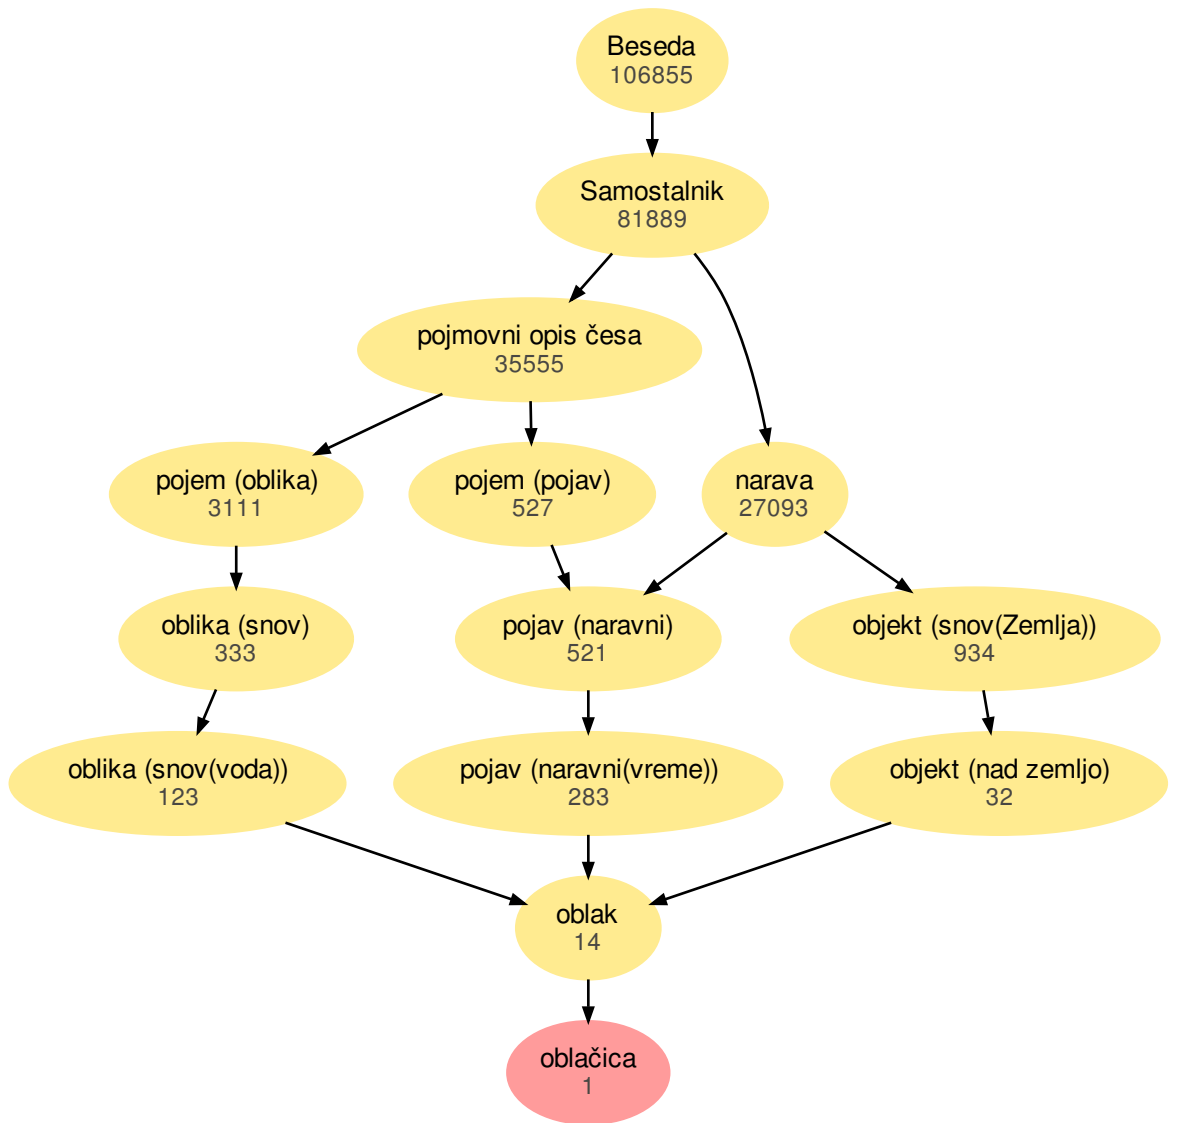 Beseda
106855
Samostalnik
81889
pojmovni opis česa
35555
pojem (oblika)
3111
pojem (pojav)
527
narava
27093
oblika (snov)
333
pojav (naravni)
521
objekt (snov(Zemlja))
934
oblika (snov(voda))
123
pojav (naravni(vreme))
283
objekt (nad zemljo)
32
oblak
14
oblačica
1